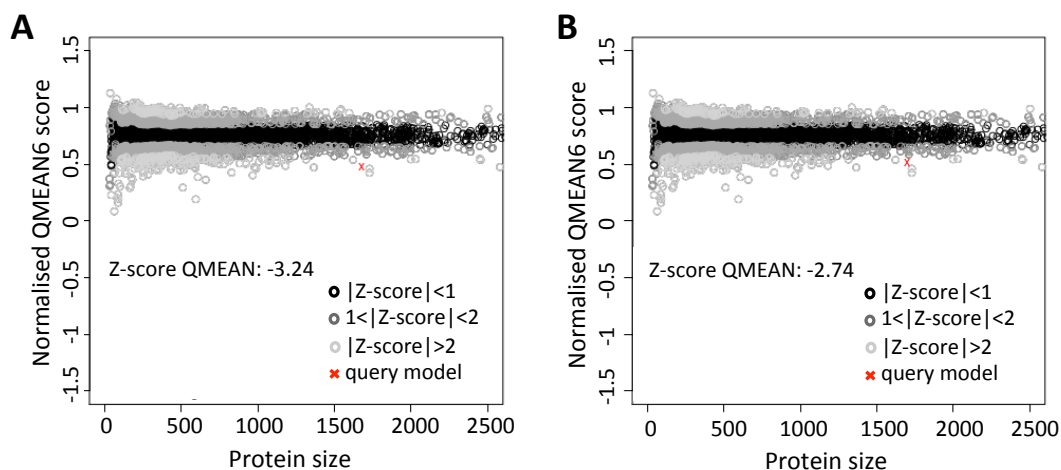 A
Normalised QMEAN6 score
1.5
1
0.5
0
-0.5
-1
-1.5
Z-score QMEAN: -3.24
|Z-score|<1
1<|Z-score|<2
|Z-score|>2
query model
0 500 1000 1500 2000 2500
Protein size
B
Normalised QMEAN6 score
1.5
1
0.5
0
-0.5
-1
-1.5
Z-score QMEAN: -2.74
|Z-score|<1
1<|Z-score|<2
|Z-score|>2
query model
0 500 1000 1500 2000 2500
Protein size